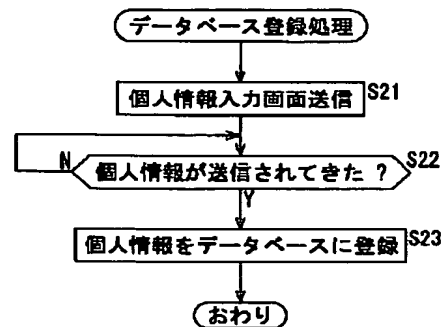 データベース登録処理
個人情報入力画面送信 S21
N 個人情報が送信されてきた ? S22
Y
個人情報をデータベースに登録 S23
おわり